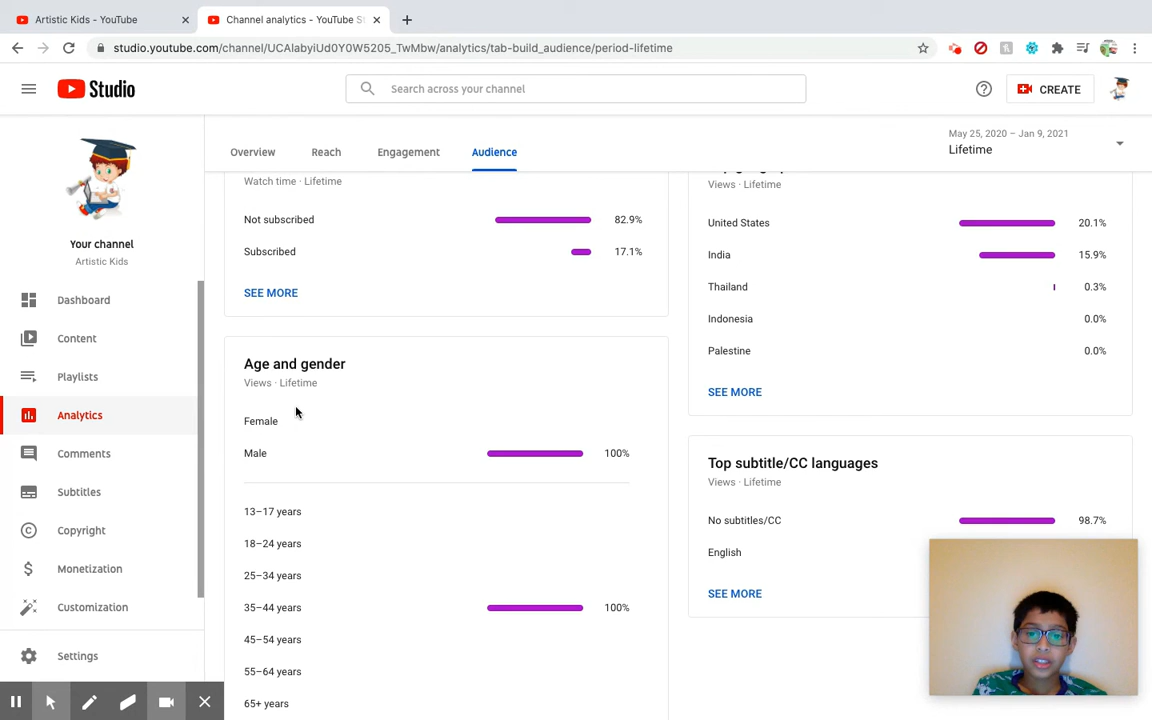 Artistic Kids - YouTube
Channel analytics - YouTube S
studio.youtube.com/channel/UCAIabyiUd0Y0W5205_TwMbw/analytics/tab-build_audience/period-lifetime
Studio
Search across your channel
CREATE
Your channel
Artistic Kids
Dashboard
Content
Playlists
Analytics
Comments
Subtitles
Copyright
Monetization
Customization
Settings
Overview Reach Engagement Audience
May 25, 2020 – Jan 9, 2021
Lifetime
Watch time · Lifetime
Not subscribed 82.9%
Subscribed 17.1%
SEE MORE
Age and gender
Views · Lifetime
Female
Male 100%
13–17 years
18–24 years
25–34 years
35–44 years 100%
45–54 years
55–64 years
65+ years
Views · Lifetime
United States 20.1%
India 15.9%
Thailand 0.3%
Indonesia 0.0%
Palestine 0.0%
SEE MORE
Top subtitle/CC languages
Views · Lifetime
No subtitles/CC 98.7%
English
SEE MORE